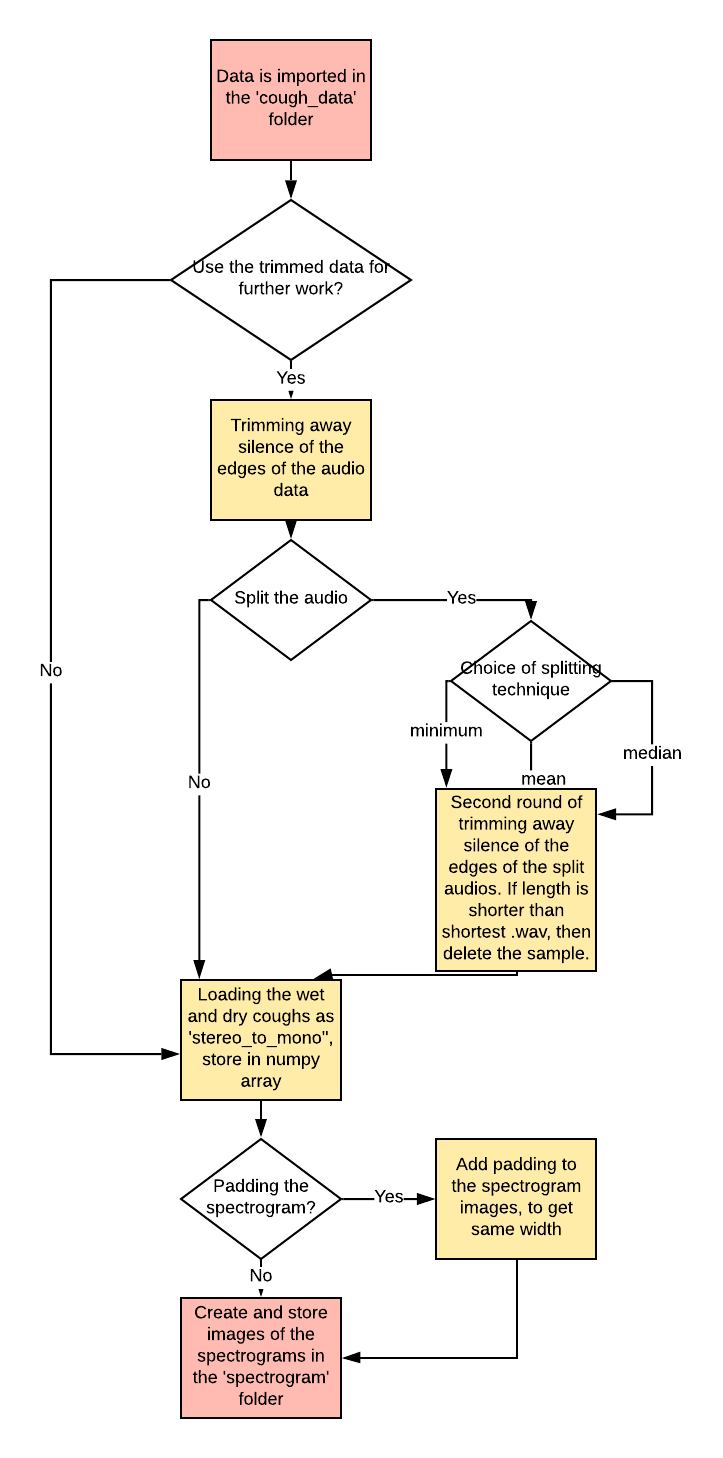 Data is imported in
the 'cough_data'
folder
Use the trimmed data for
further work?
Yes
Trimming away
silence of the
edges of the audio
data
Split the audio
Yes
Choice of splitting
technique
No
minimum
median
mean
No
Second round of
trimming away
silence of the
edges of the split
audios. If length is
shorter than
shortest .wav, then
delete the sample.
Loading the wet
and dry coughs as
'stereo_to_mono",
store in numpy
array
Padding the
spectrogram?
Yes
Add padding to
the spectrogram
images, to get
same width
No
Create and store
images of the
spectrograms in
the 'spectrogram'
folder